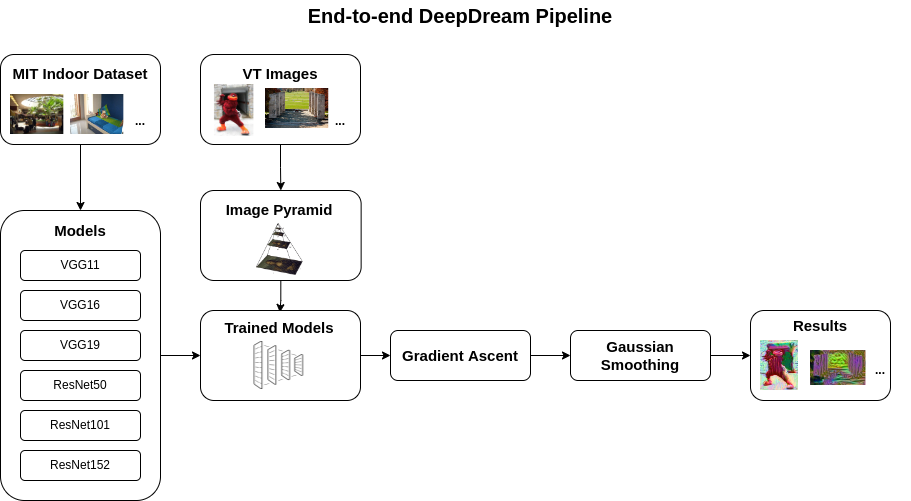 End-to-end DeepDream Pipeline
MIT Indoor Dataset
...
VT Images
...
Image Pyramid
Models
VGG11
VGG16
VGG19
ResNet50
ResNet101
ResNet152
Trained Models
Gradient Ascent
Gaussian
Smoothing
Results
...